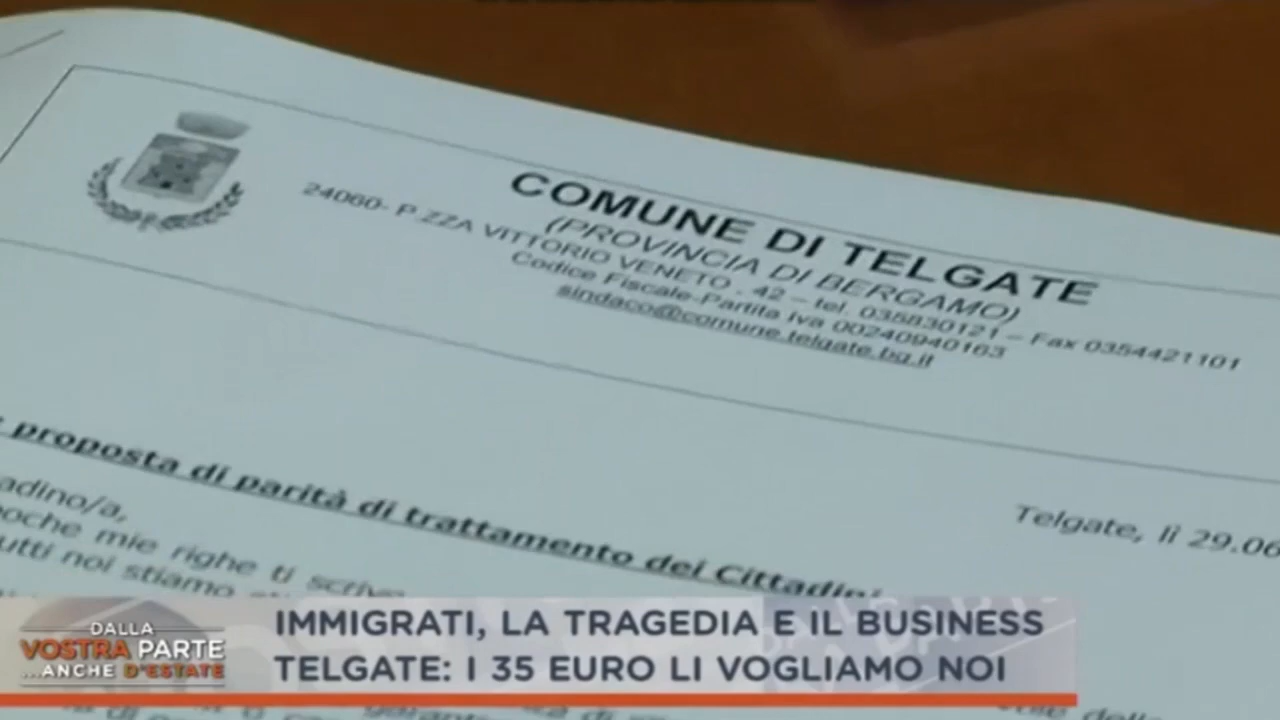 COMUNE DI TELGATE
(PROVINCIA DI BERGAMO)
24060- P.ZZA VITTORIO VENETO . 42 – tel. 035830121 – Fax 0354421101
Codice Fiscale-Partita Iva 00240940163
sindaco@comune.telgate.bg.it
Telgate, li 29.06
proposta di parità di trattamento dei Cittadini
adino/a,
poche mie righe ti scrivo
utti noi stiamo
DALLA
VOSTRA PARTE
...ANCHE D'ESTATE
IMMIGRATI, LA TRAGEDIA E IL BUSINESS
TELGATE: I 35 EURO LI VOGLIAMO NOI